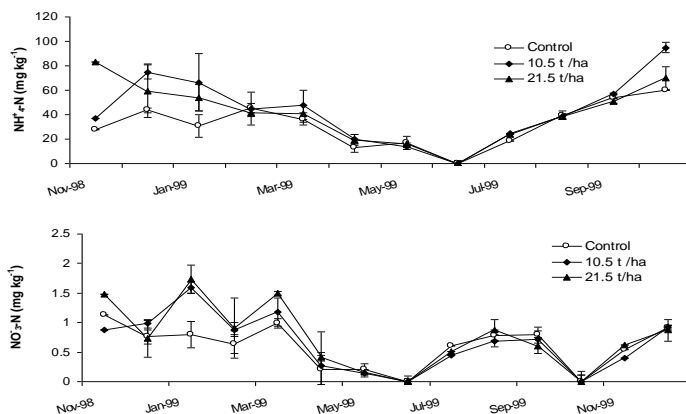 120
100
80
60
40
20
0
NH⁺₄-N (mg kg⁻¹)
Control
10.5 t /ha
21.5 t/ha
Nov-98 Jan-99 Mar-99 May-99 Jul-99 Sep-99
2.5
2
1.5
1
0.5
0
NO⁻₃-N (mg kg⁻¹)
Control
10.5 t /ha
21.5 t/ha
Nov-98 Jan-99 Mar-99 May-99 Jul-99 Sep-99 Nov-99